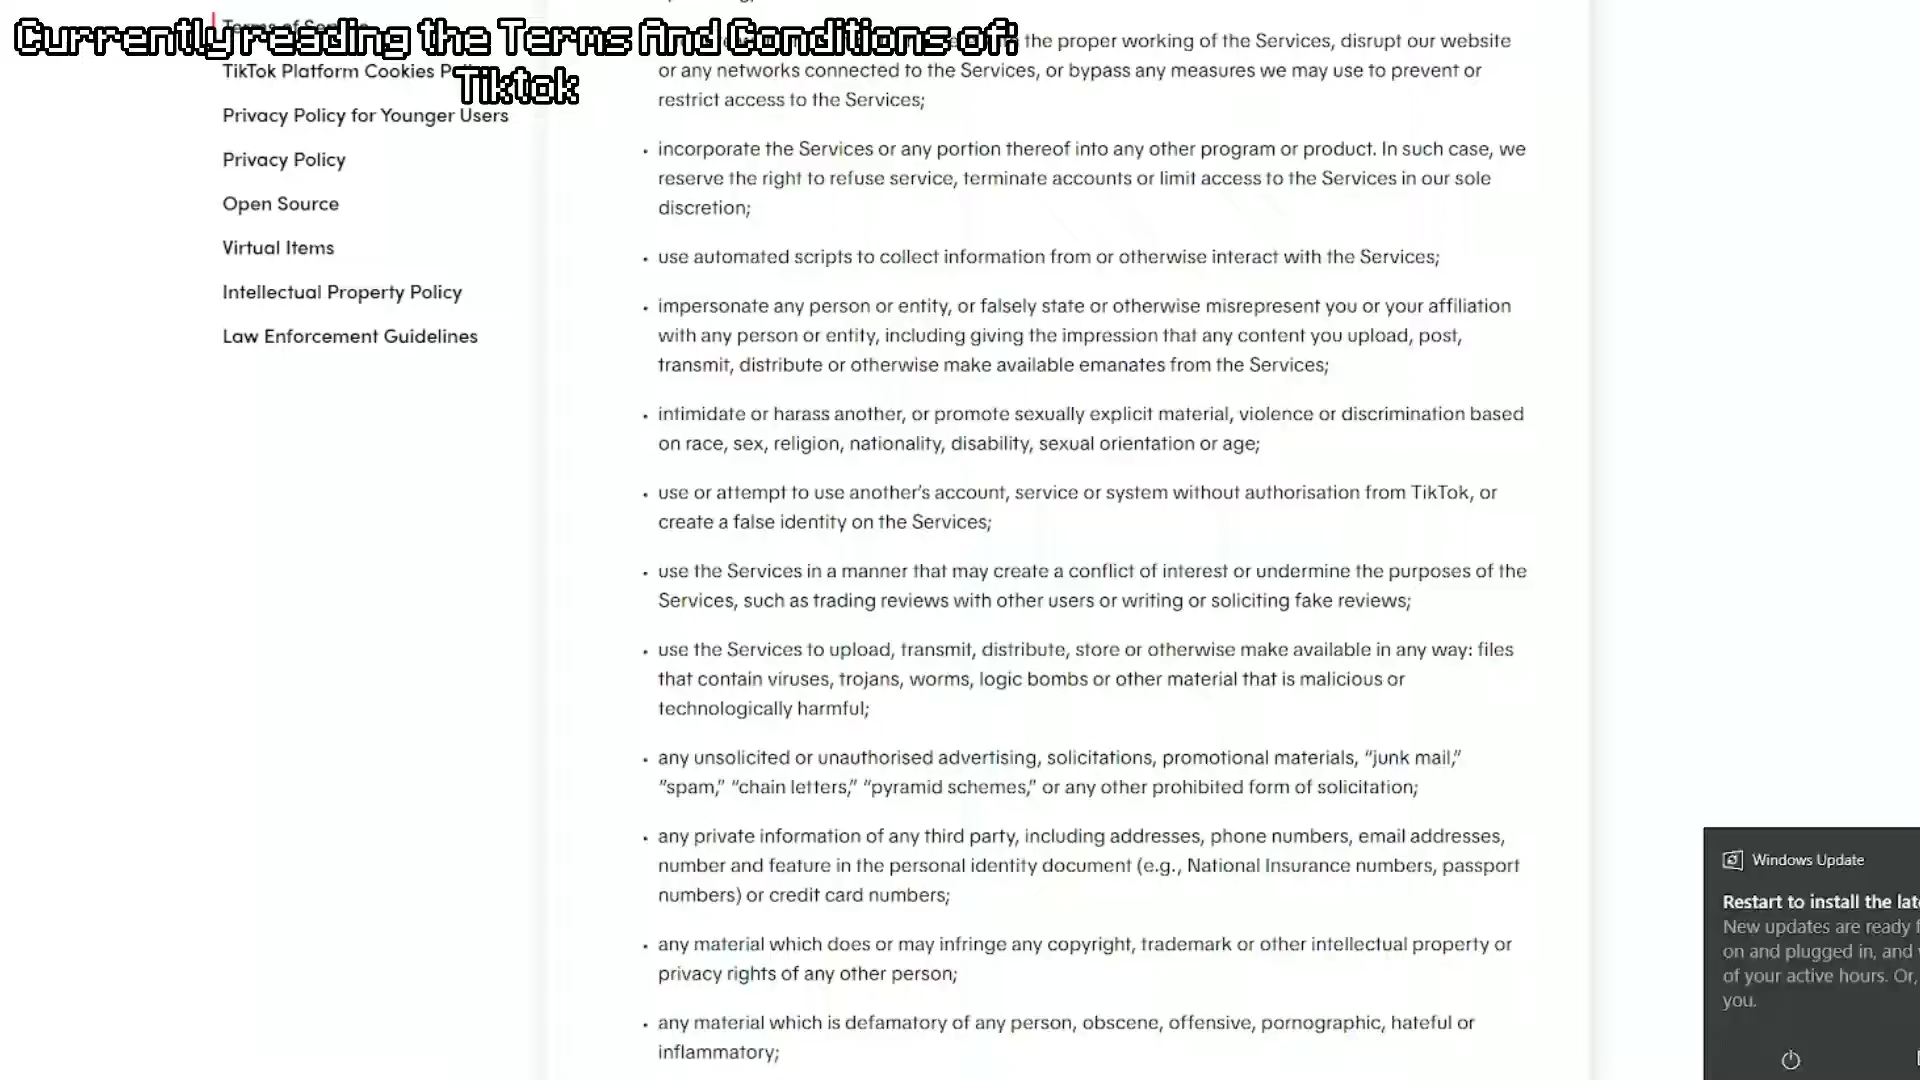 Currently reading the Terms And Conditions of:
Tiktok
Terms of Service
TikTok Platform Cookies
Privacy Policy for Younger Users
Privacy Policy
Open Source
Virtual Items
Intellectual Property Policy
Law Enforcement Guidelines
the proper working of the Services, disrupt our website
or any networks connected to the Services, or bypass any measures we may use to prevent or
restrict access to the Services;
• incorporate the Services or any portion thereof into any other program or product. In such case, we
reserve the right to refuse service, terminate accounts or limit access to the Services in our sole
discretion;
• use automated scripts to collect information from or otherwise interact with the Services;
• impersonate any person or entity, or falsely state or otherwise misrepresent you or your affiliation
with any person or entity, including giving the impression that any content you upload, post,
transmit, distribute or otherwise make available emanates from the Services;
• intimidate or harass another, or promote sexually explicit material, violence or discrimination based
on race, sex, religion, nationality, disability, sexual orientation or age;
• use or attempt to use another’s account, service or system without authorisation from TikTok, or
create a false identity on the Services;
• use the Services in a manner that may create a conflict of interest or undermine the purposes of the
Services, such as trading reviews with other users or writing or soliciting fake reviews;
• use the Services to upload, transmit, distribute, store or otherwise make available in any way: files
that contain viruses, trojans, worms, logic bombs or other material that is malicious or
technologically harmful;
• any unsolicited or unauthorised advertising, solicitations, promotional materials, “junk mail,”
“spam,” “chain letters,” “pyramid schemes,” or any other prohibited form of solicitation;
• any private information of any third party, including addresses, phone numbers, email addresses,
number and feature in the personal identity document (e.g., National Insurance numbers, passport
numbers) or credit card numbers;
• any material which does or may infringe any copyright, trademark or other intellectual property or
privacy rights of any other person;
• any material which is defamatory of any person, obscene, offensive, pornographic, hateful or
inflammatory;
Windows Update
Restart to install the
New updates are ready
on and plugged in, and
of your active hours. Or,
you.